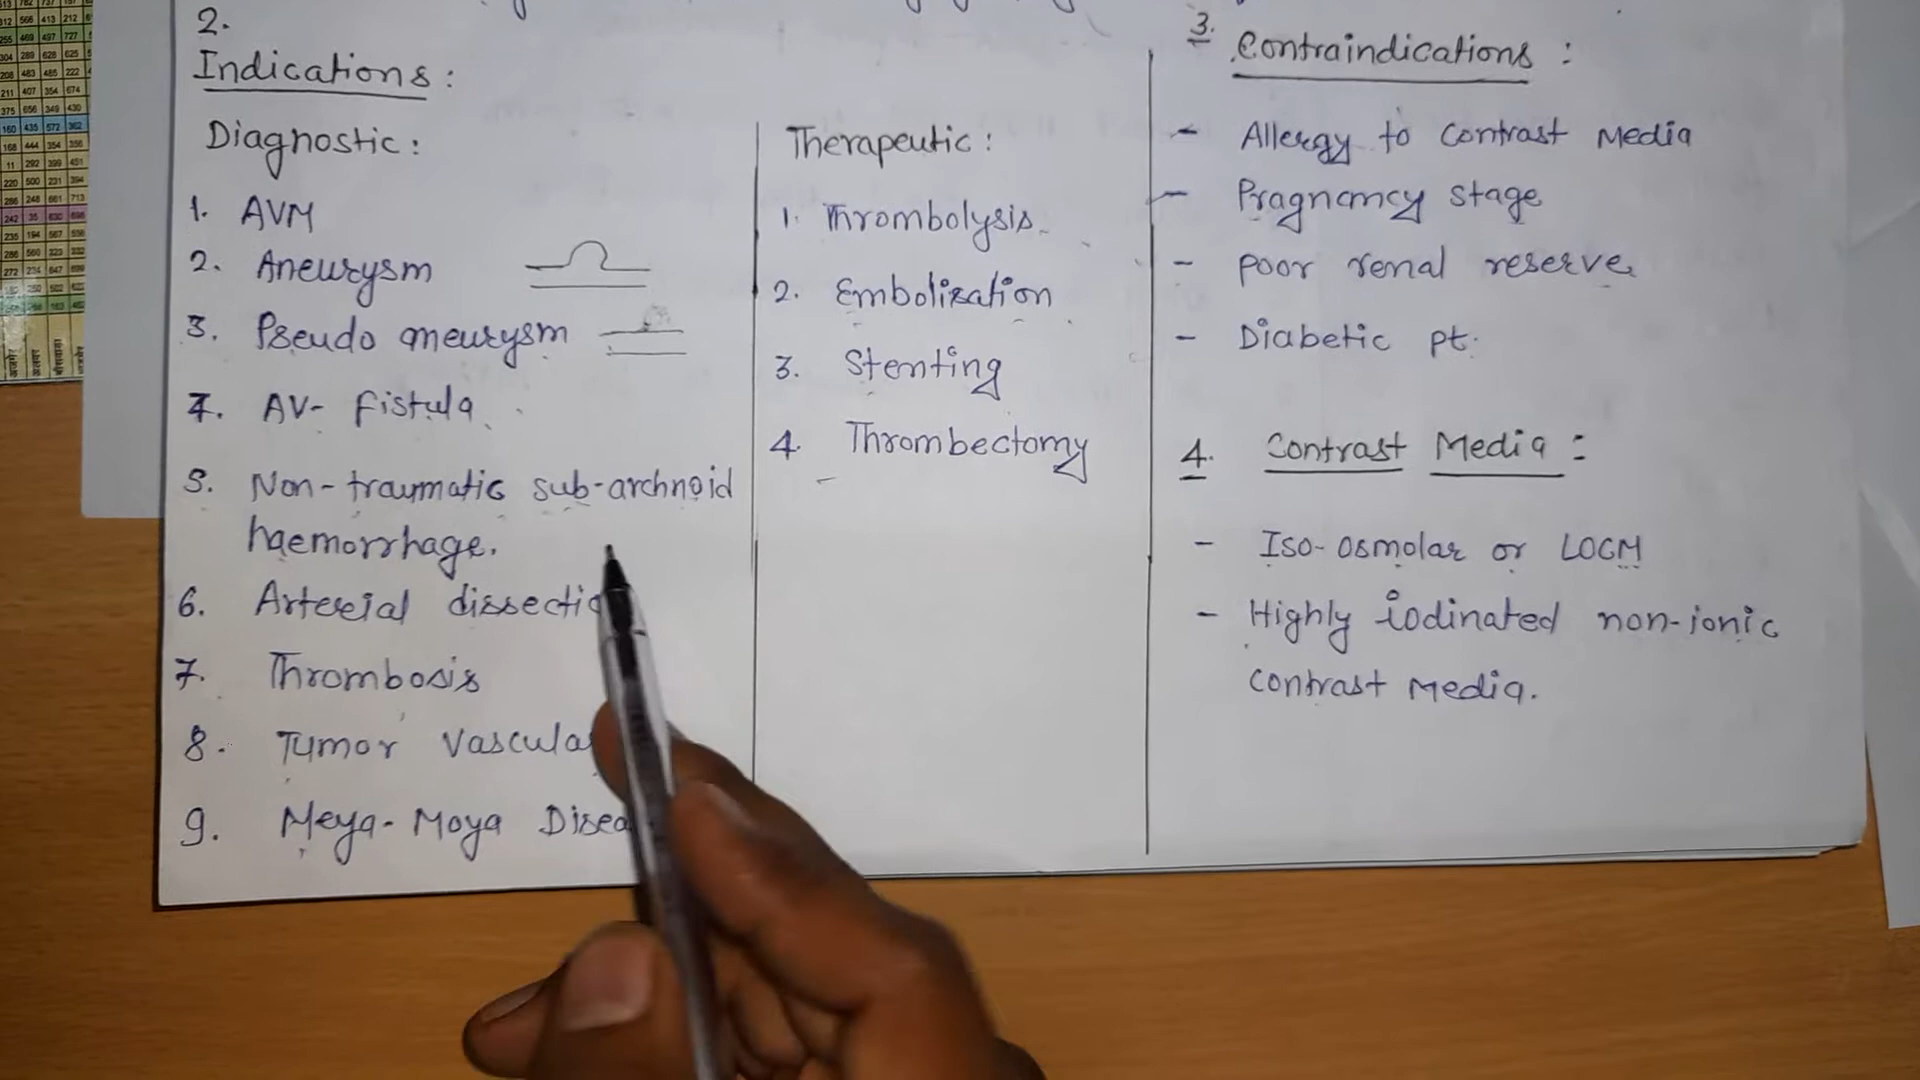 2.
Indications:
Diagnostic:
1. AVM
2. Aneurysm
3. Pseudo aneurysm
4. AV- fistula
5. Non-traumatic sub-archnoid
haemorrhage.
6. Arterial dissectio
7. Thrombosis
8. Tumor Vascula
9. Meya-Moya Disea
Therapeutic:
1. Thrombolysis
2. Embolization
3. Stenting
4. Thrombectomy
3. Contraindications:
- Allergy to contrast Media
- Pragnancy stage
- poor renal reserve
- Diabetic pt.
4. Contrast Media:
- Iso-osmolar or LOCM
- Highly iodinated non-ionic
contrast Media.